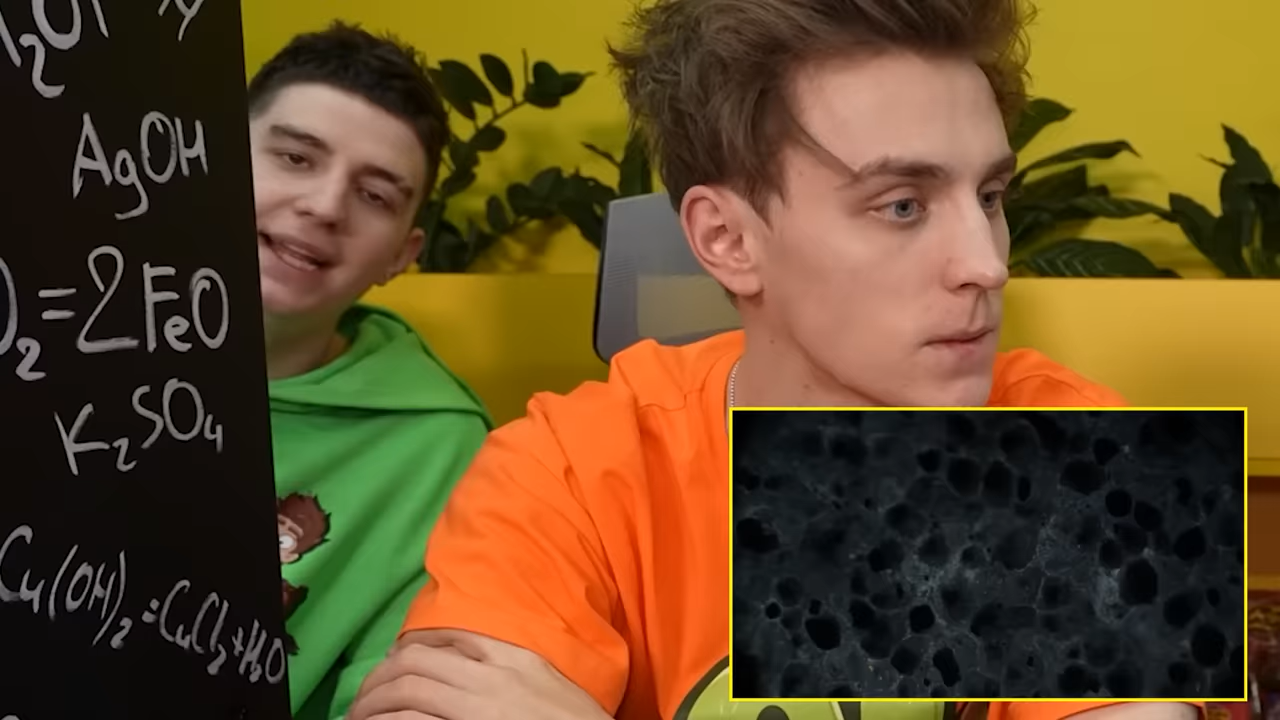 AgOH
=2FeO
K₂SO₄
Cu(OH)₂=CuCl₂+H₂O